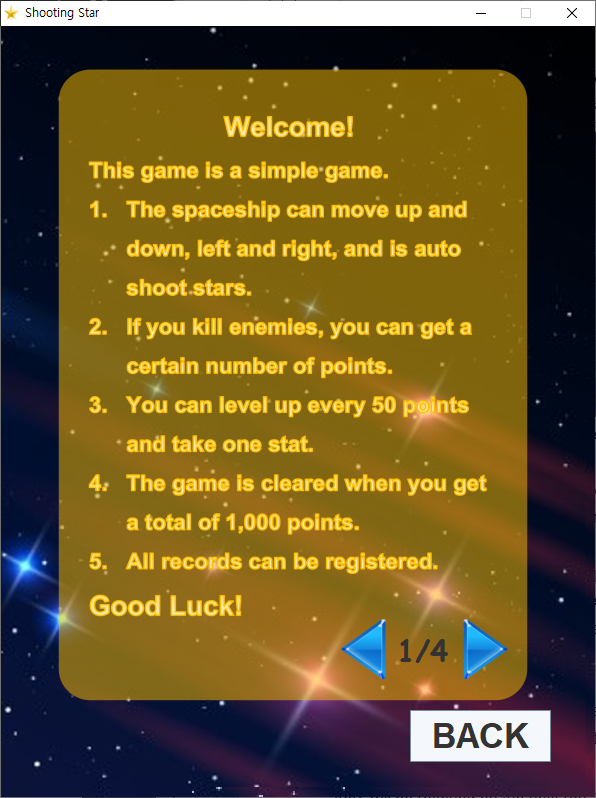 Shooting Star
Welcome!
This game is a simple game.
1. The spaceship can move up and
down, left and right, and is auto
shoot stars.
2. If you kill enemies, you can get a
certain number of points.
3. You can level up every 50 points
and take one stat.
4. The game is cleared when you get
a total of 1,000 points.
5. All records can be registered.
Good Luck!
1/4
BACK